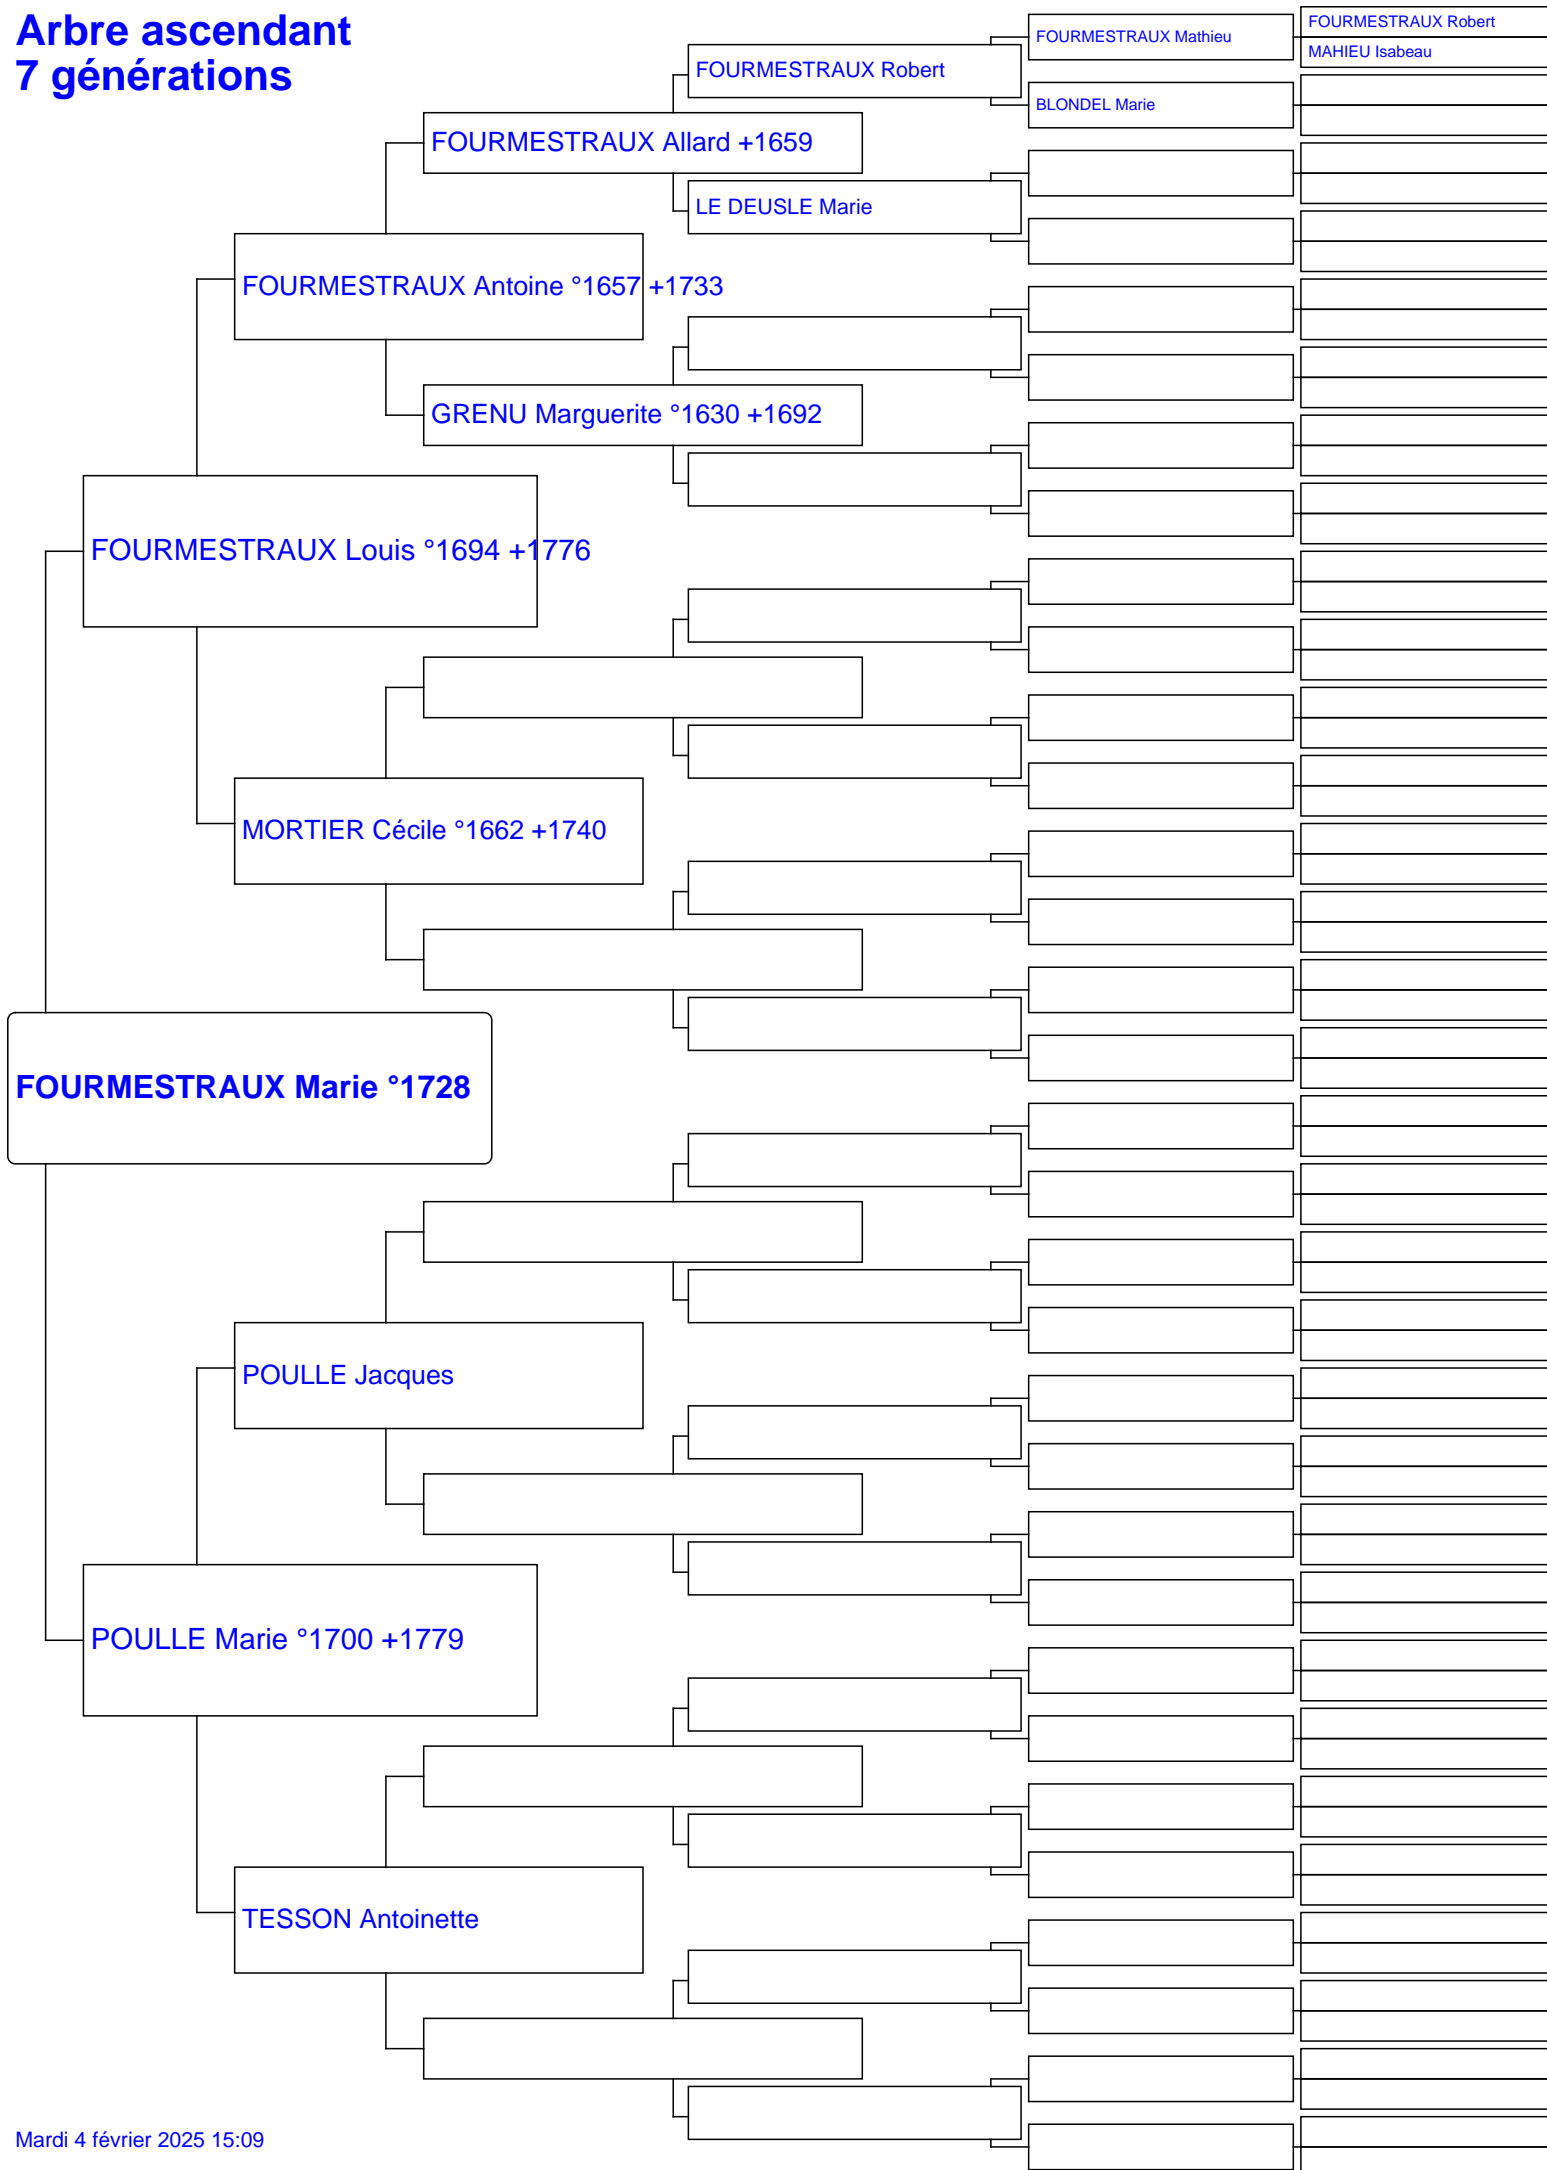 Arbre ascendant
7 générations
FOURMESTRAUX Robert
MAHIEU Isabeau
FOURMESTRAUX Mathieu
FOURMESTRAUX Robert
BLONDEL Marie
FOURMESTRAUX Allard +1659
LE DEUSLE Marie
FOURMESTRAUX Antoine °1657 +1733
GRENU Marguerite °1630 +1692
FOURMESTRAUX Louis °1694 +1776
MORTIER Cécile °1662 +1740
FOURMESTRAUX Marie °1728
POULLE Jacques
POULLE Marie °1700 +1779
TESSON Antoinette
Mardi 4 février 2025 15:09